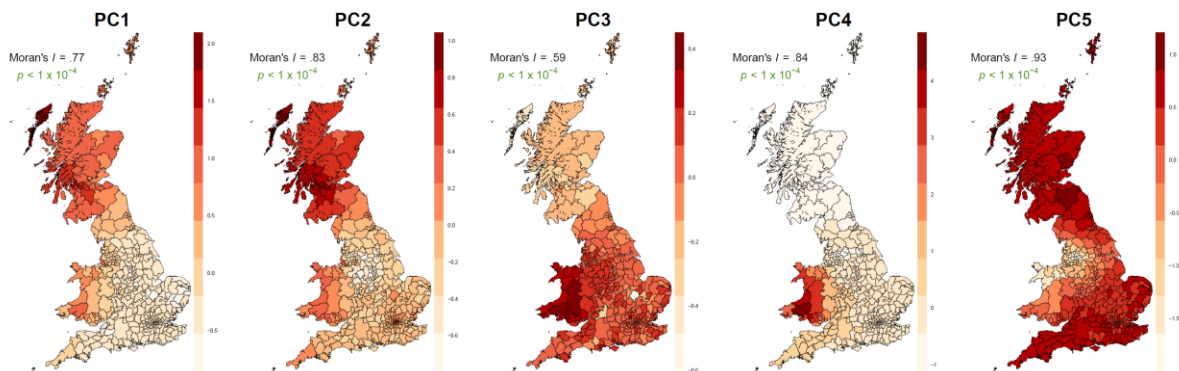 PC1
Moran's I = .77
p < 1 x 10⁻⁴
2.0
1.5
1.0
0.5
0.0
−0.5
PC2
Moran's I = .83
p < 1 x 10⁻⁴
1.0
0.8
0.6
0.4
0.2
0.0
−0.2
−0.4
−0.6
PC3
Moran's I = .59
p < 1 x 10⁻⁴
0.4
0.2
0.0
−0.2
−0.4
PC4
Moran's I = .84
p < 1 x 10⁻⁴
4
3
2
1
0
PC5
Moran's I = .93
p < 1 x 10⁻⁴
1.0
0.5
0.0
−0.5
−1.0
−1.5